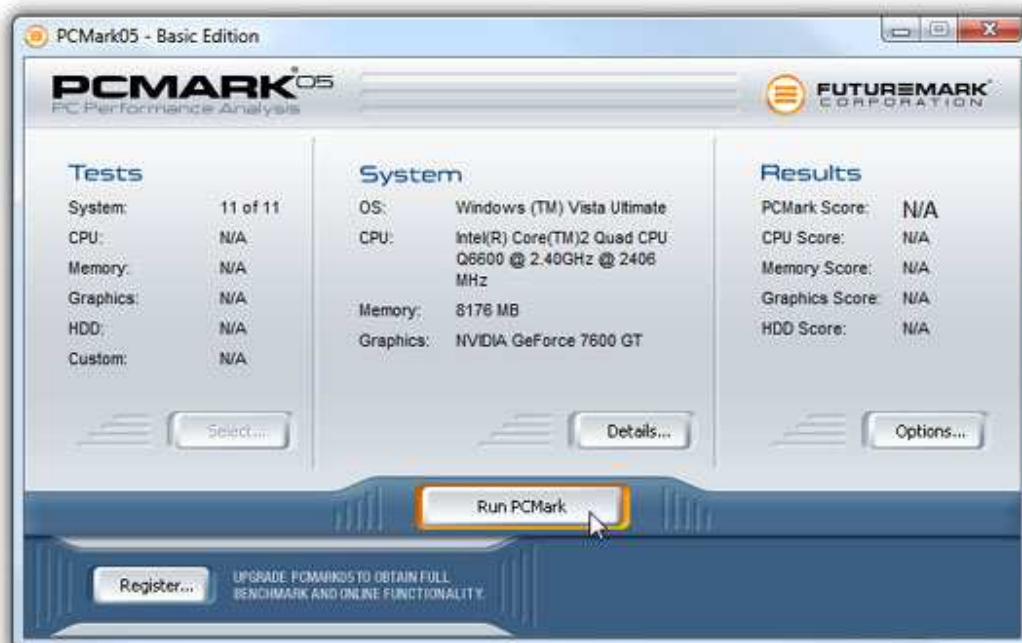 PCMark05 - Basic Edition
PCMARK®05
PC Performance Analysis
FUTUREMARK®
CORPORATION
Tests
System: 11 of 11
CPU: N/A
Memory: N/A
Graphics: N/A
HDD: N/A
Custom: N/A
Select...
System
OS: Windows (TM) Vista Ultimate
CPU: Intel(R) Core(TM)2 Quad CPU
Q6600 @ 2.40GHz @ 2406
MHz
Memory: 8176 MB
Graphics: NVIDIA GeForce 7600 GT
Details...
Results
PCMark Score: N/A
CPU Score: N/A
Memory Score: N/A
Graphics Score: N/A
HDD Score: N/A
Options...
Run PCMark
Register...
UPGRADE PCMARK05 TO OBTAIN FULL
BENCHMARK AND ONLINE FUNCTIONALITY.